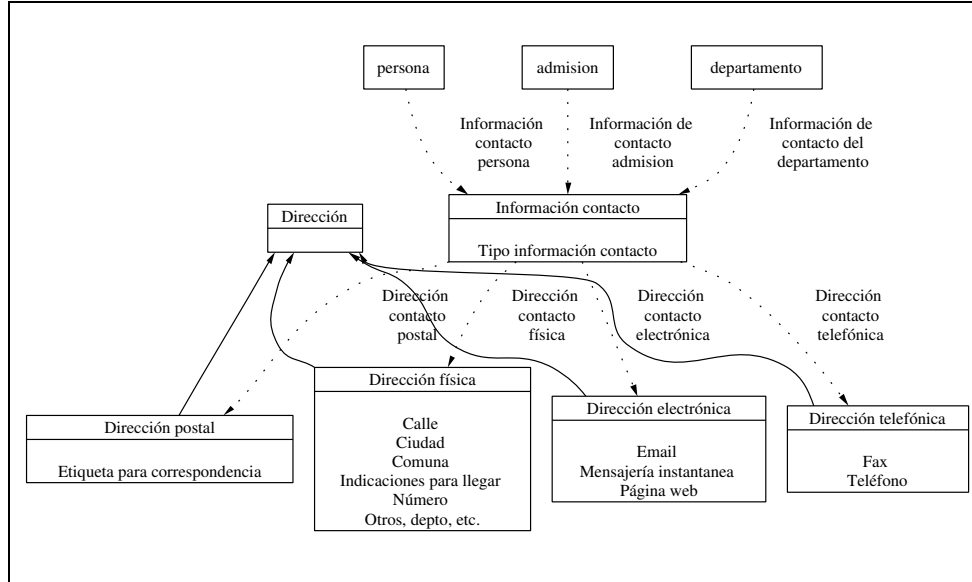 persona
admision
departamento
Información
contacto
persona
Información de
contacto
admision
Información de
contacto del
departamento
Dirección
Información contacto
Tipo información contacto
Dirección
contacto
postal
Dirección
contacto
física
Dirección
contacto
electrónica
Dirección
contacto
telefónica
Dirección postal
Etiqueta para correspondencia
Dirección física
Calle
Ciudad
Comuna
Indicaciones para llegar
Número
Otros, depto, etc.
Dirección electrónica
Email
Mensajería instantanea
Página web
Dirección telefónica
Fax
Teléfono